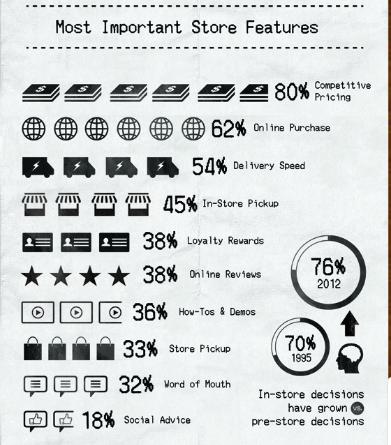 Most Important Store Features
80% Competitive
Pricing
62% Online Purchase
54% Delivery Speed
45% In-Store Pickup
38% Loyalty Rewards
38% Online Reviews
36% How-Tos & Demos
33% Store Pickup
32% Word of Mouth
18% Social Advice
76%
2012
70%
1995
In-store decisions
have grown vs.
pre-store decisions